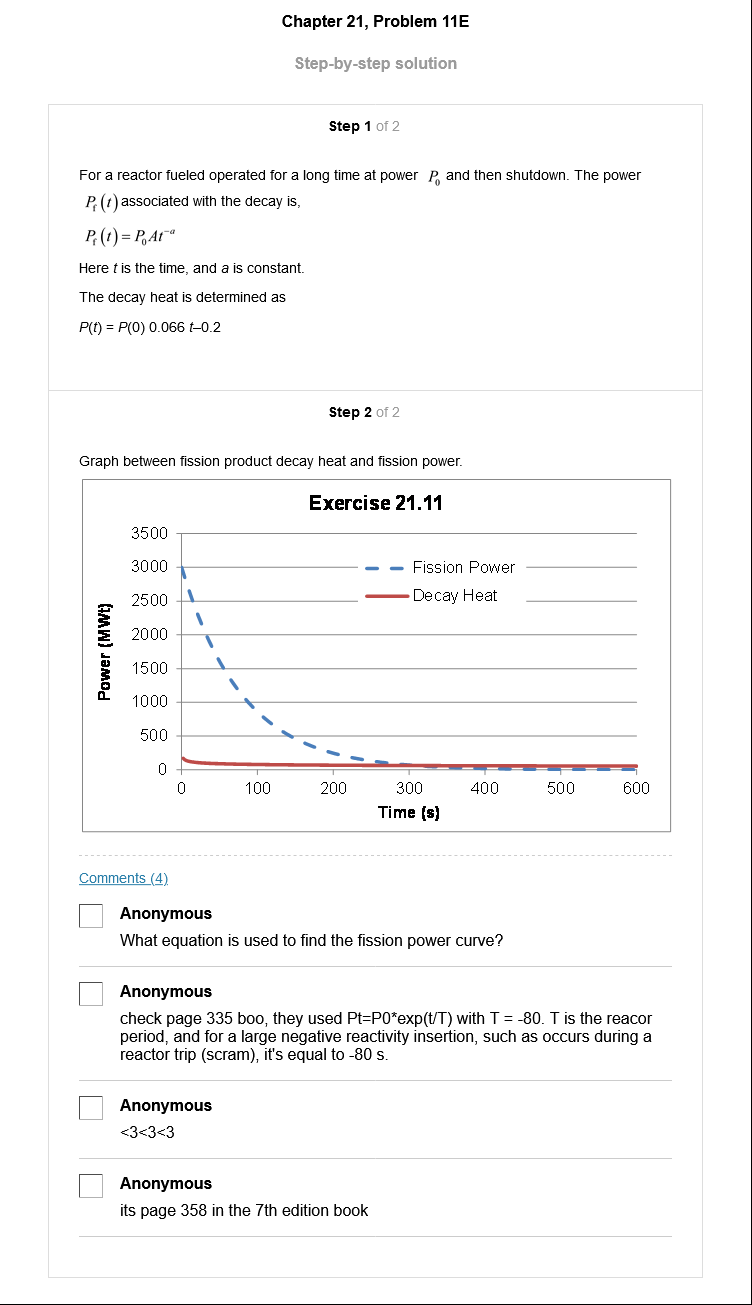 Chapter 21, Problem 11E
Step-by-step solution
Step 1 of 2
For a reactor fueled operated for a long time at power P₀ and then shutdown. The power
P_f(t) associated with the decay is,
P_f(t) = P₀At⁻ᵃ
Here t is the time, and a is constant.
The decay heat is determined as
P(t) = P(0) 0.066 t–0.2
Step 2 of 2
Graph between fission product decay heat and fission power.
Exercise 21.11
3500
3000
2500
2000
1500
1000
500
0
Power (MWt)
Fission Power
Decay Heat
0 100 200 300 400 500 600
Time (s)
Comments (4)
Anonymous
What equation is used to find the fission power curve?
Anonymous
check page 335 boo, they used Pt=P0*exp(t/T) with T = -80. T is the reacor
period, and for a large negative reactivity insertion, such as occurs during a
reactor trip (scram), it's equal to -80 s.
Anonymous
<3<3<3
Anonymous
its page 358 in the 7th edition book